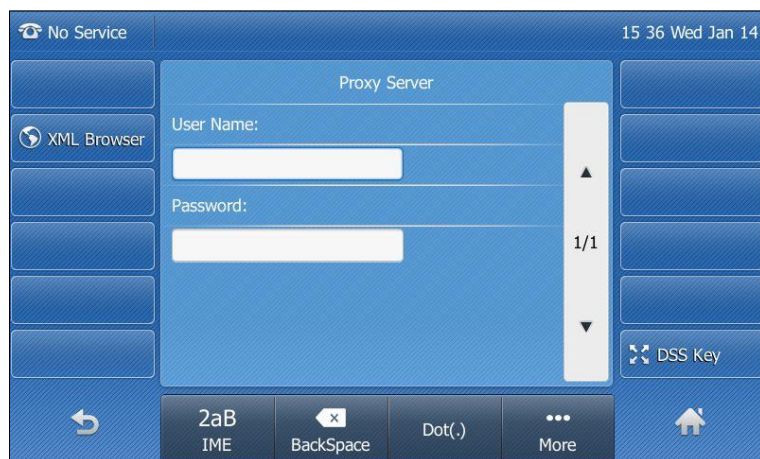 No Service
15 36 Wed Jan 14
Proxy Server
XML Browser
User Name:
Password:
1/1
DSS Key
2aB
IME
BackSpace
Dot(.)
More